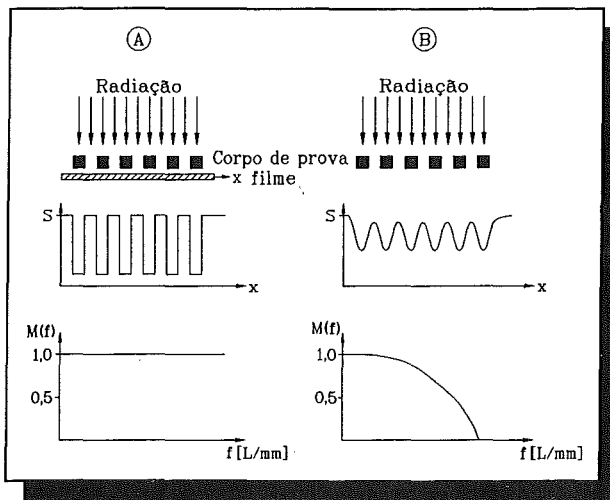 A
B
Radiação
Radiação
Corpo de prova
x filme
S
x
S
x
M(f)
1,0
0,5
f[L/mm]
M(f)
1,0
0,5
f[L/mm]